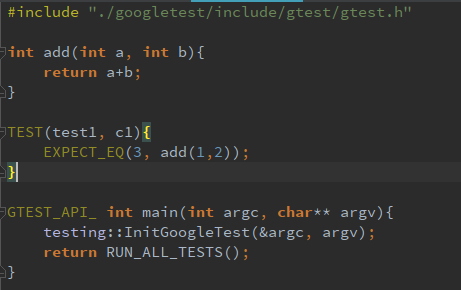 #include "./googletest/include/gtest/gtest.h"
int add(int a, int b){
    return a+b;
}
TEST(test1, c1){
    EXPECT_EQ(3, add(1,2));
}
GTEST_API_ int main(int argc, char** argv){
    testing::InitGoogleTest(&argc, argv);
    return RUN_ALL_TESTS();
}